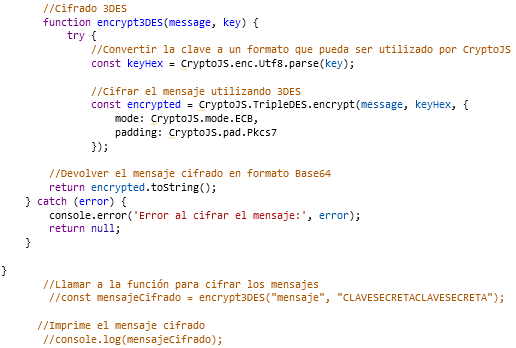 //Cifrado 3DES
function encrypt3DES(message, key) {
try {
//Convertir la clave a un formato que pueda ser utilizado por CryptoJS
const keyHex = CryptoJS.enc.Utf8.parse(key);
//Cifrar el mensaje utilizando 3DES
const encrypted = CryptoJS.TripleDES.encrypt(message, keyHex, {
mode: CryptoJS.mode.ECB,
padding: CryptoJS.pad.Pkcs7
});
//Devolver el mensaje cifrado en formato Base64
return encrypted.toString();
} catch (error) {
console.error('Error al cifrar el mensaje:', error);
return null;
}
}
//Llamar a la función para cifrar los mensajes
//const mensajeCifrado = encrypt3DES("mensaje", "CLAVESECRETACLAVESECRETA");
//Imprime el mensaje cifrado
//console.log(mensajeCifrado);